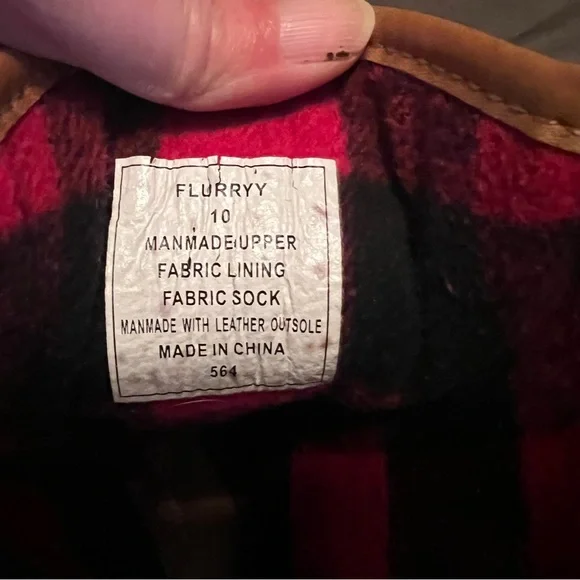 FLURRYY
10
MANMADE UPPER
FABRIC LINING
FABRIC SOCK
MANMADE WITH LEATHER OUTSOLE
MADE IN CHINA
564